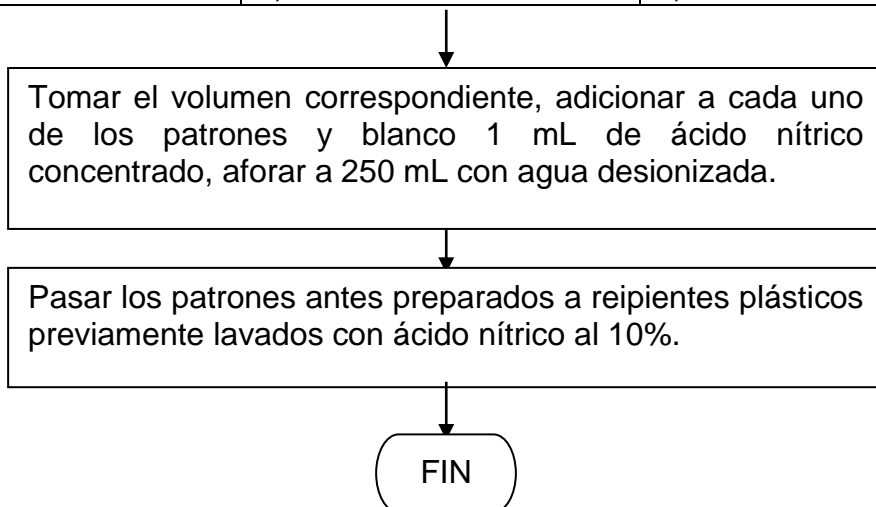 Tomar el volumen correspondiente, adicionar a cada uno
de los patrones y blanco 1 mL de ácido nítrico
concentrado, aforar a 250 mL con agua desionizada.
Pasar los patrones antes preparados a reipientes plásticos
previamente lavados con ácido nítrico al 10%.
FIN